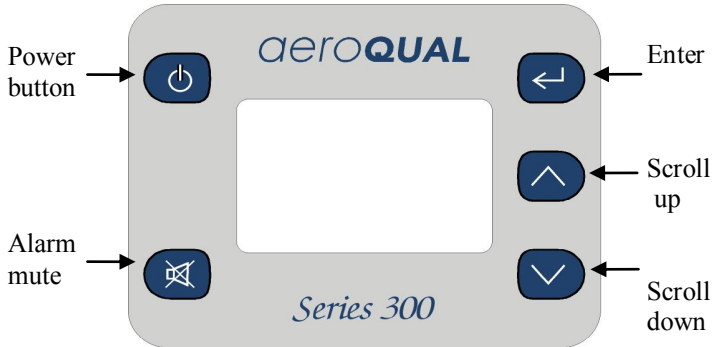 Power
button
aeroQUAL
Enter
Scroll
up
Alarm
mute
Series 300
Scroll
down